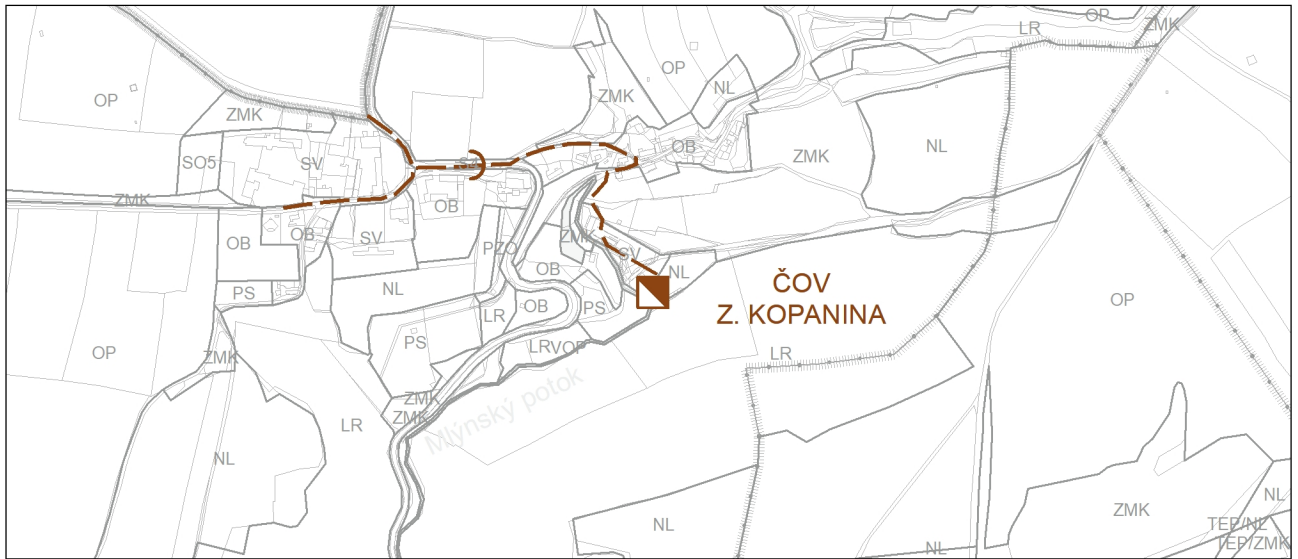 OP
LR
ZMK
OP
OP
ZMK
NL
ZMK
SV
SO5
OB
ZMK
NL
ZMK
OB
OB
OB
SV
PZO
ZMK
SV
NL
OB
PS
NL
OB
PS
LR
PS
LR
VOP
ČOV
Z. KOPANINA
OP
OP
ZMK
LR
ZMK
ZMK
LR
Mlýnský potok
NL
NL
ZMK
NL
TEP/NL
TEP/ZMK
NL